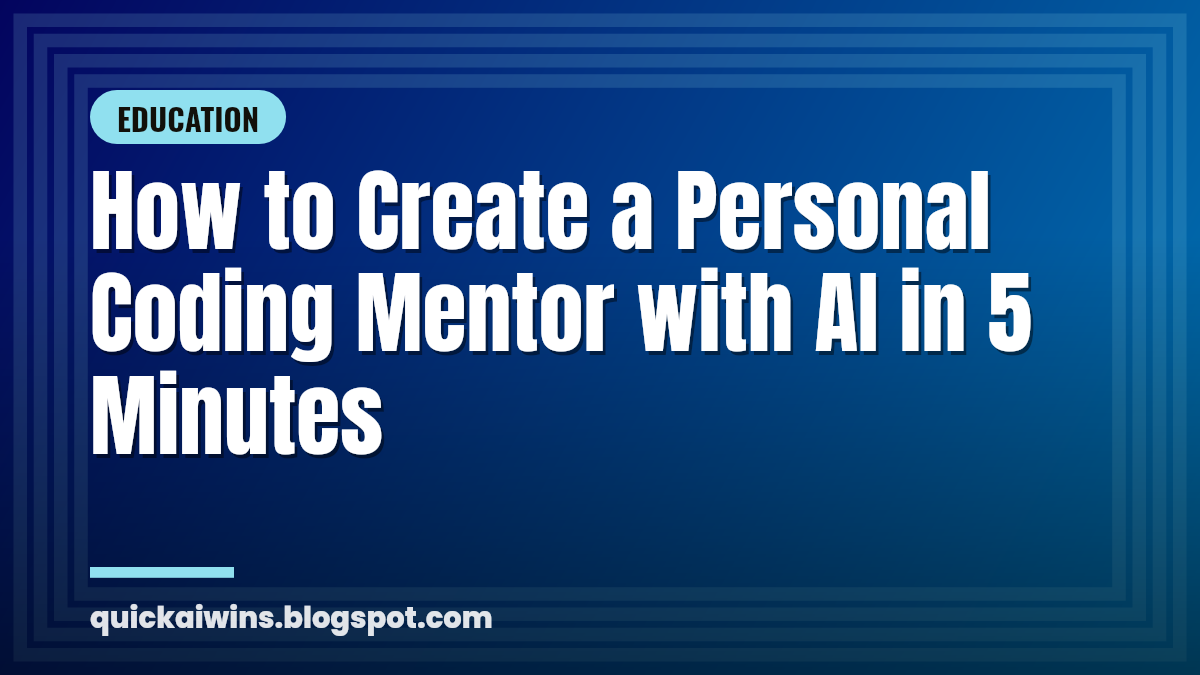 EDUCATION
How to Create a Personal
Coding Mentor with AI in 5
Minutes
quickaiwins.blogspot.com